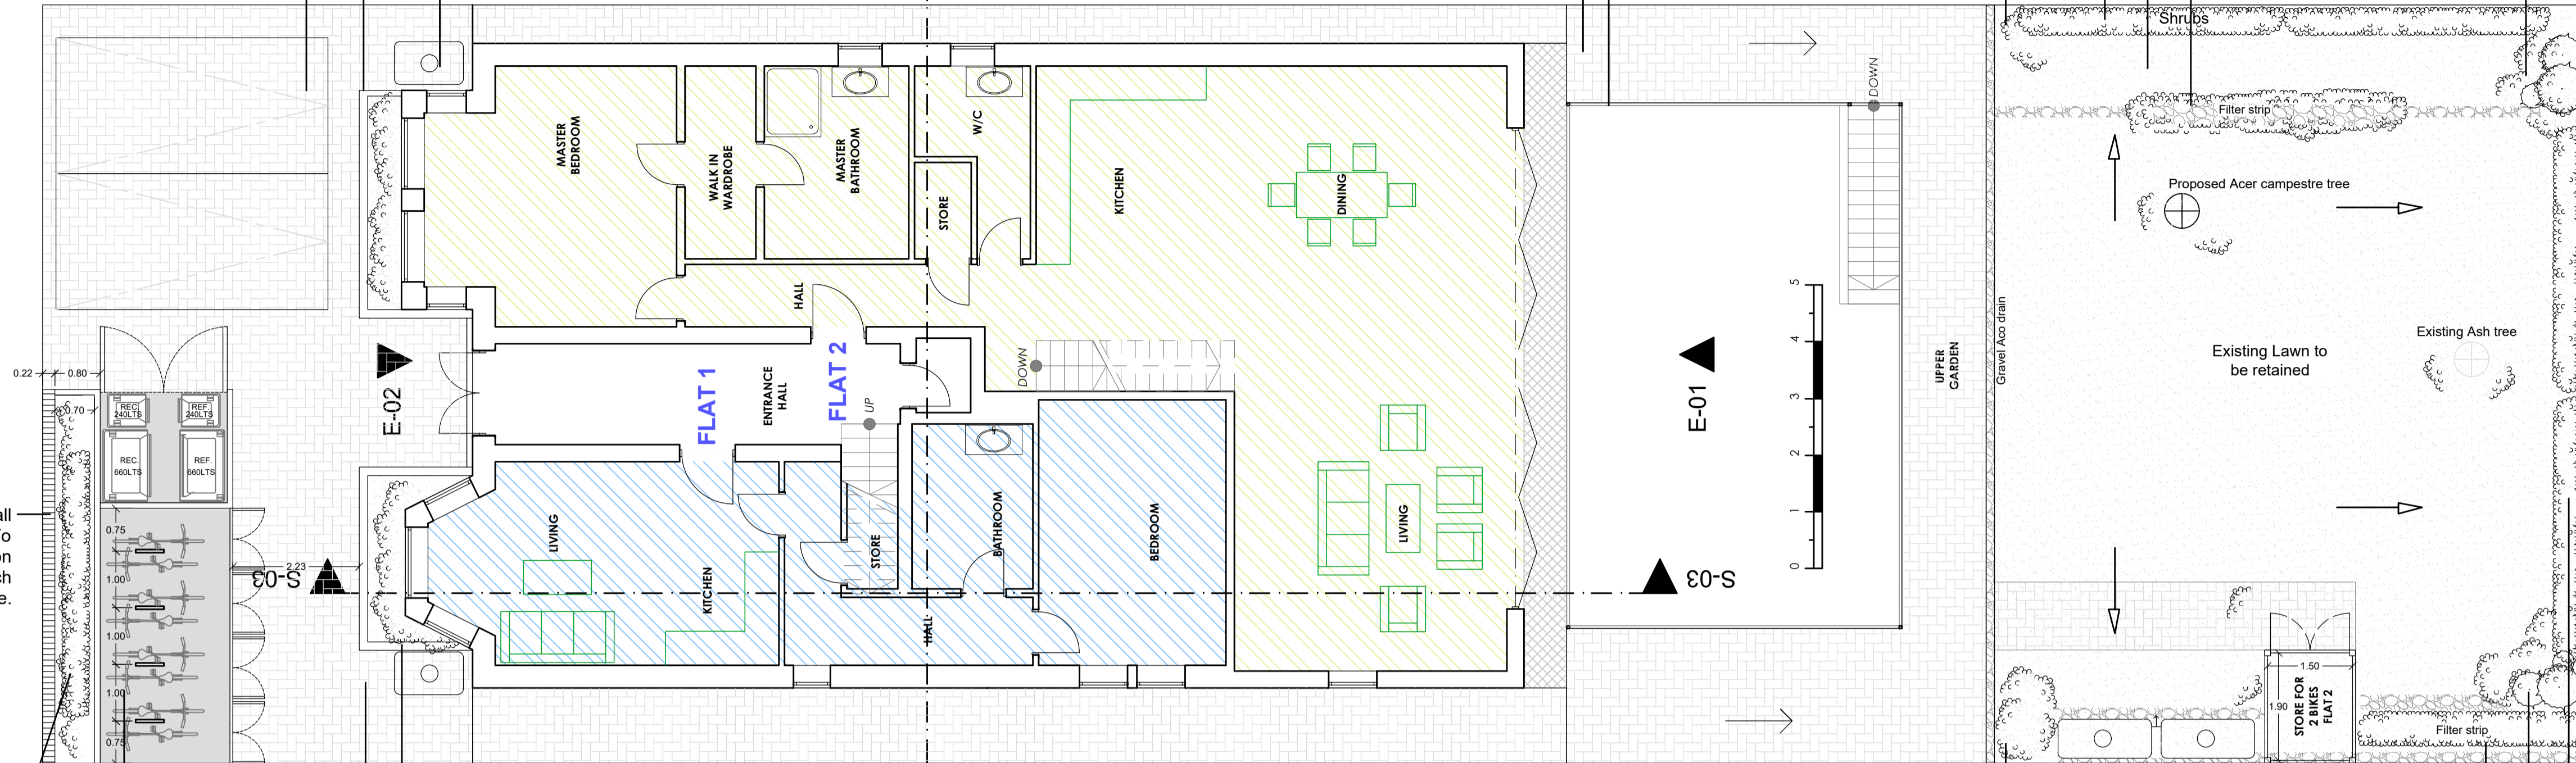 Shrubs
DOWN
Filter strip
MASTER
BEDROOM
WALK IN
WARDROBE
MASTER
BATHROOM
W/C
STORE
KITCHEN
DINING
Proposed Acer campestre tree
HALL
5
4
3
2
1
0
Gravel Aco drain
Existing Ash tree
Existing Lawn to
be retained
UPPER
GARDEN
E-02
E-01
DOWN
FLAT 1
ENTRANCE
HALL
FLAT 2
UP
0.22
0.80
0.70
REC.
240LTS
REF.
240LTS
REC.
660LTS
REF.
660LTS
all
To
on
ch
e.
0.75
1.00
1.00
1.00
0.75
2.23
S-03
LIVING
KITCHEN
STORE
BATHROOM
HALL
BEDROOM
LIVING
S-03
1.50
1.90
STORE FOR
2 BIKES
FLAT 2
Filter strip